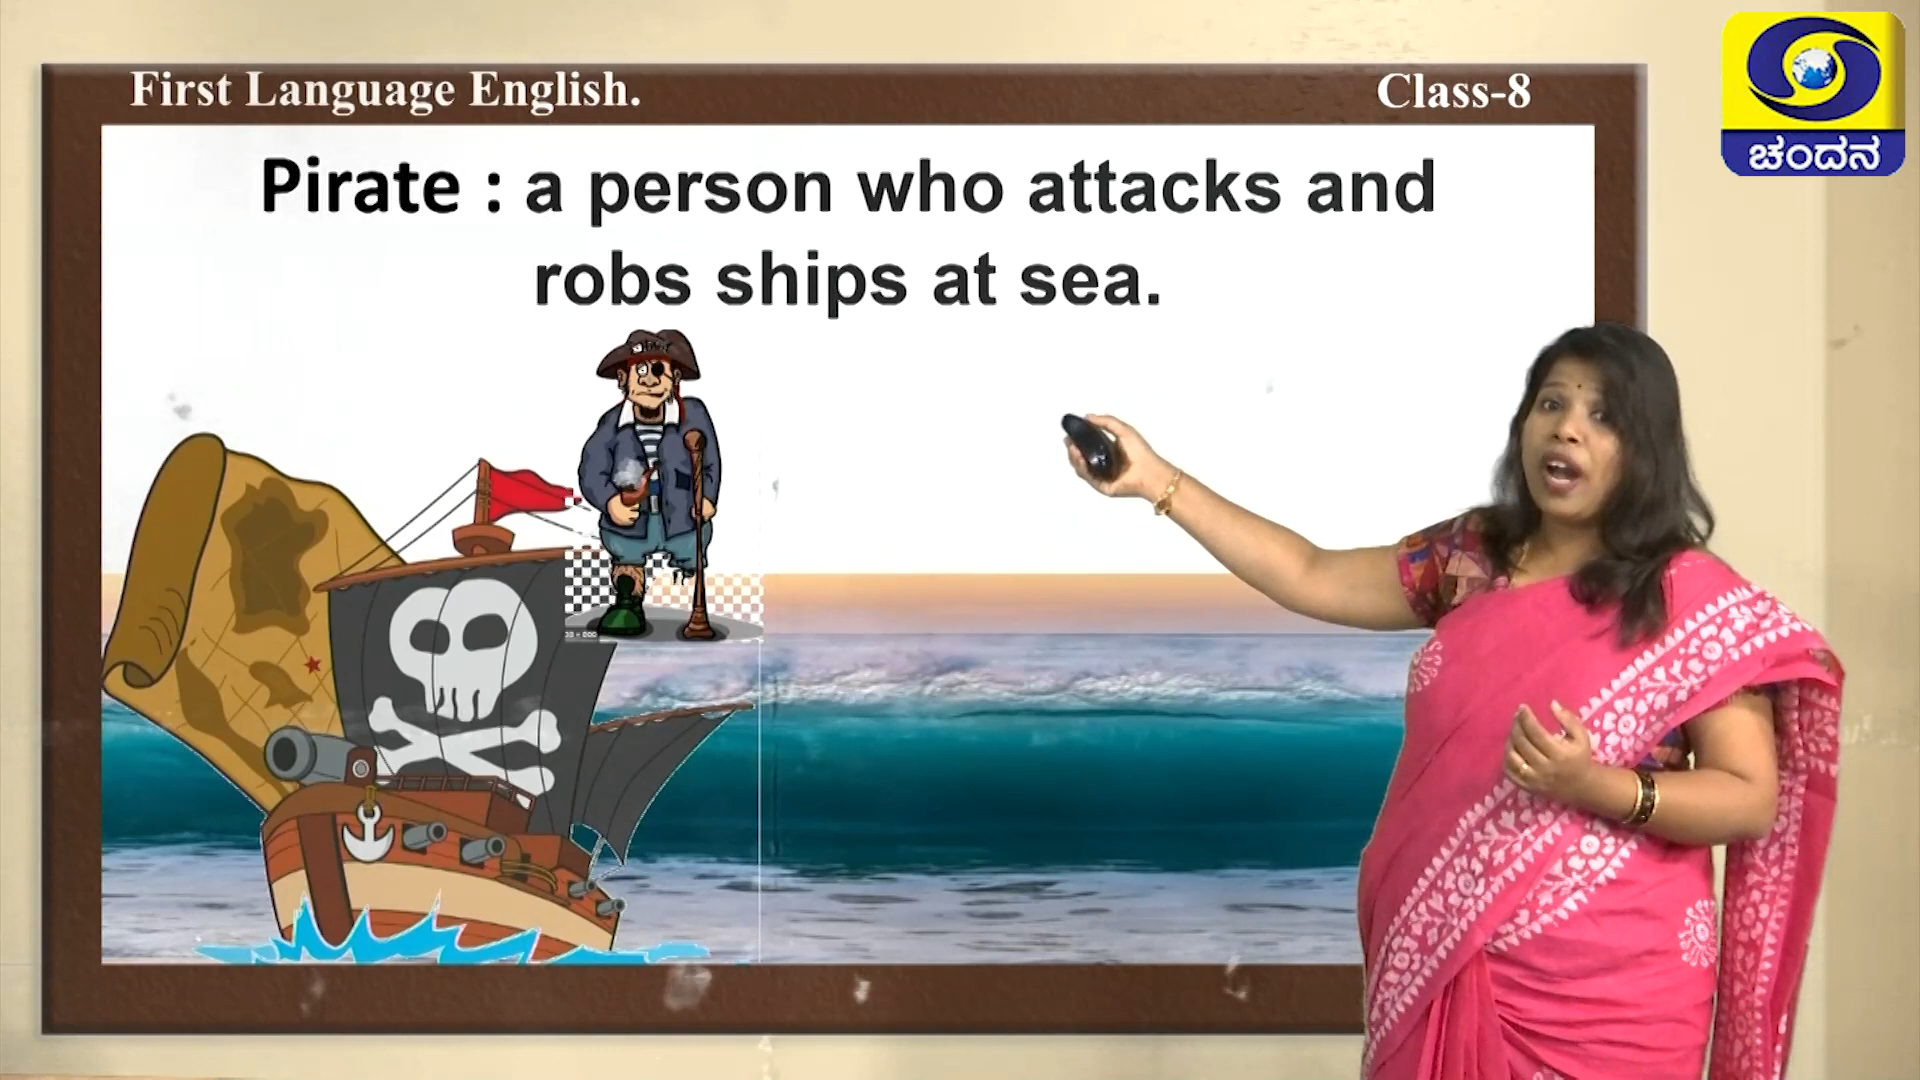 First Language English.
Class-8
ಚಂದನ
Pirate : a person who attacks and
robs ships at sea.